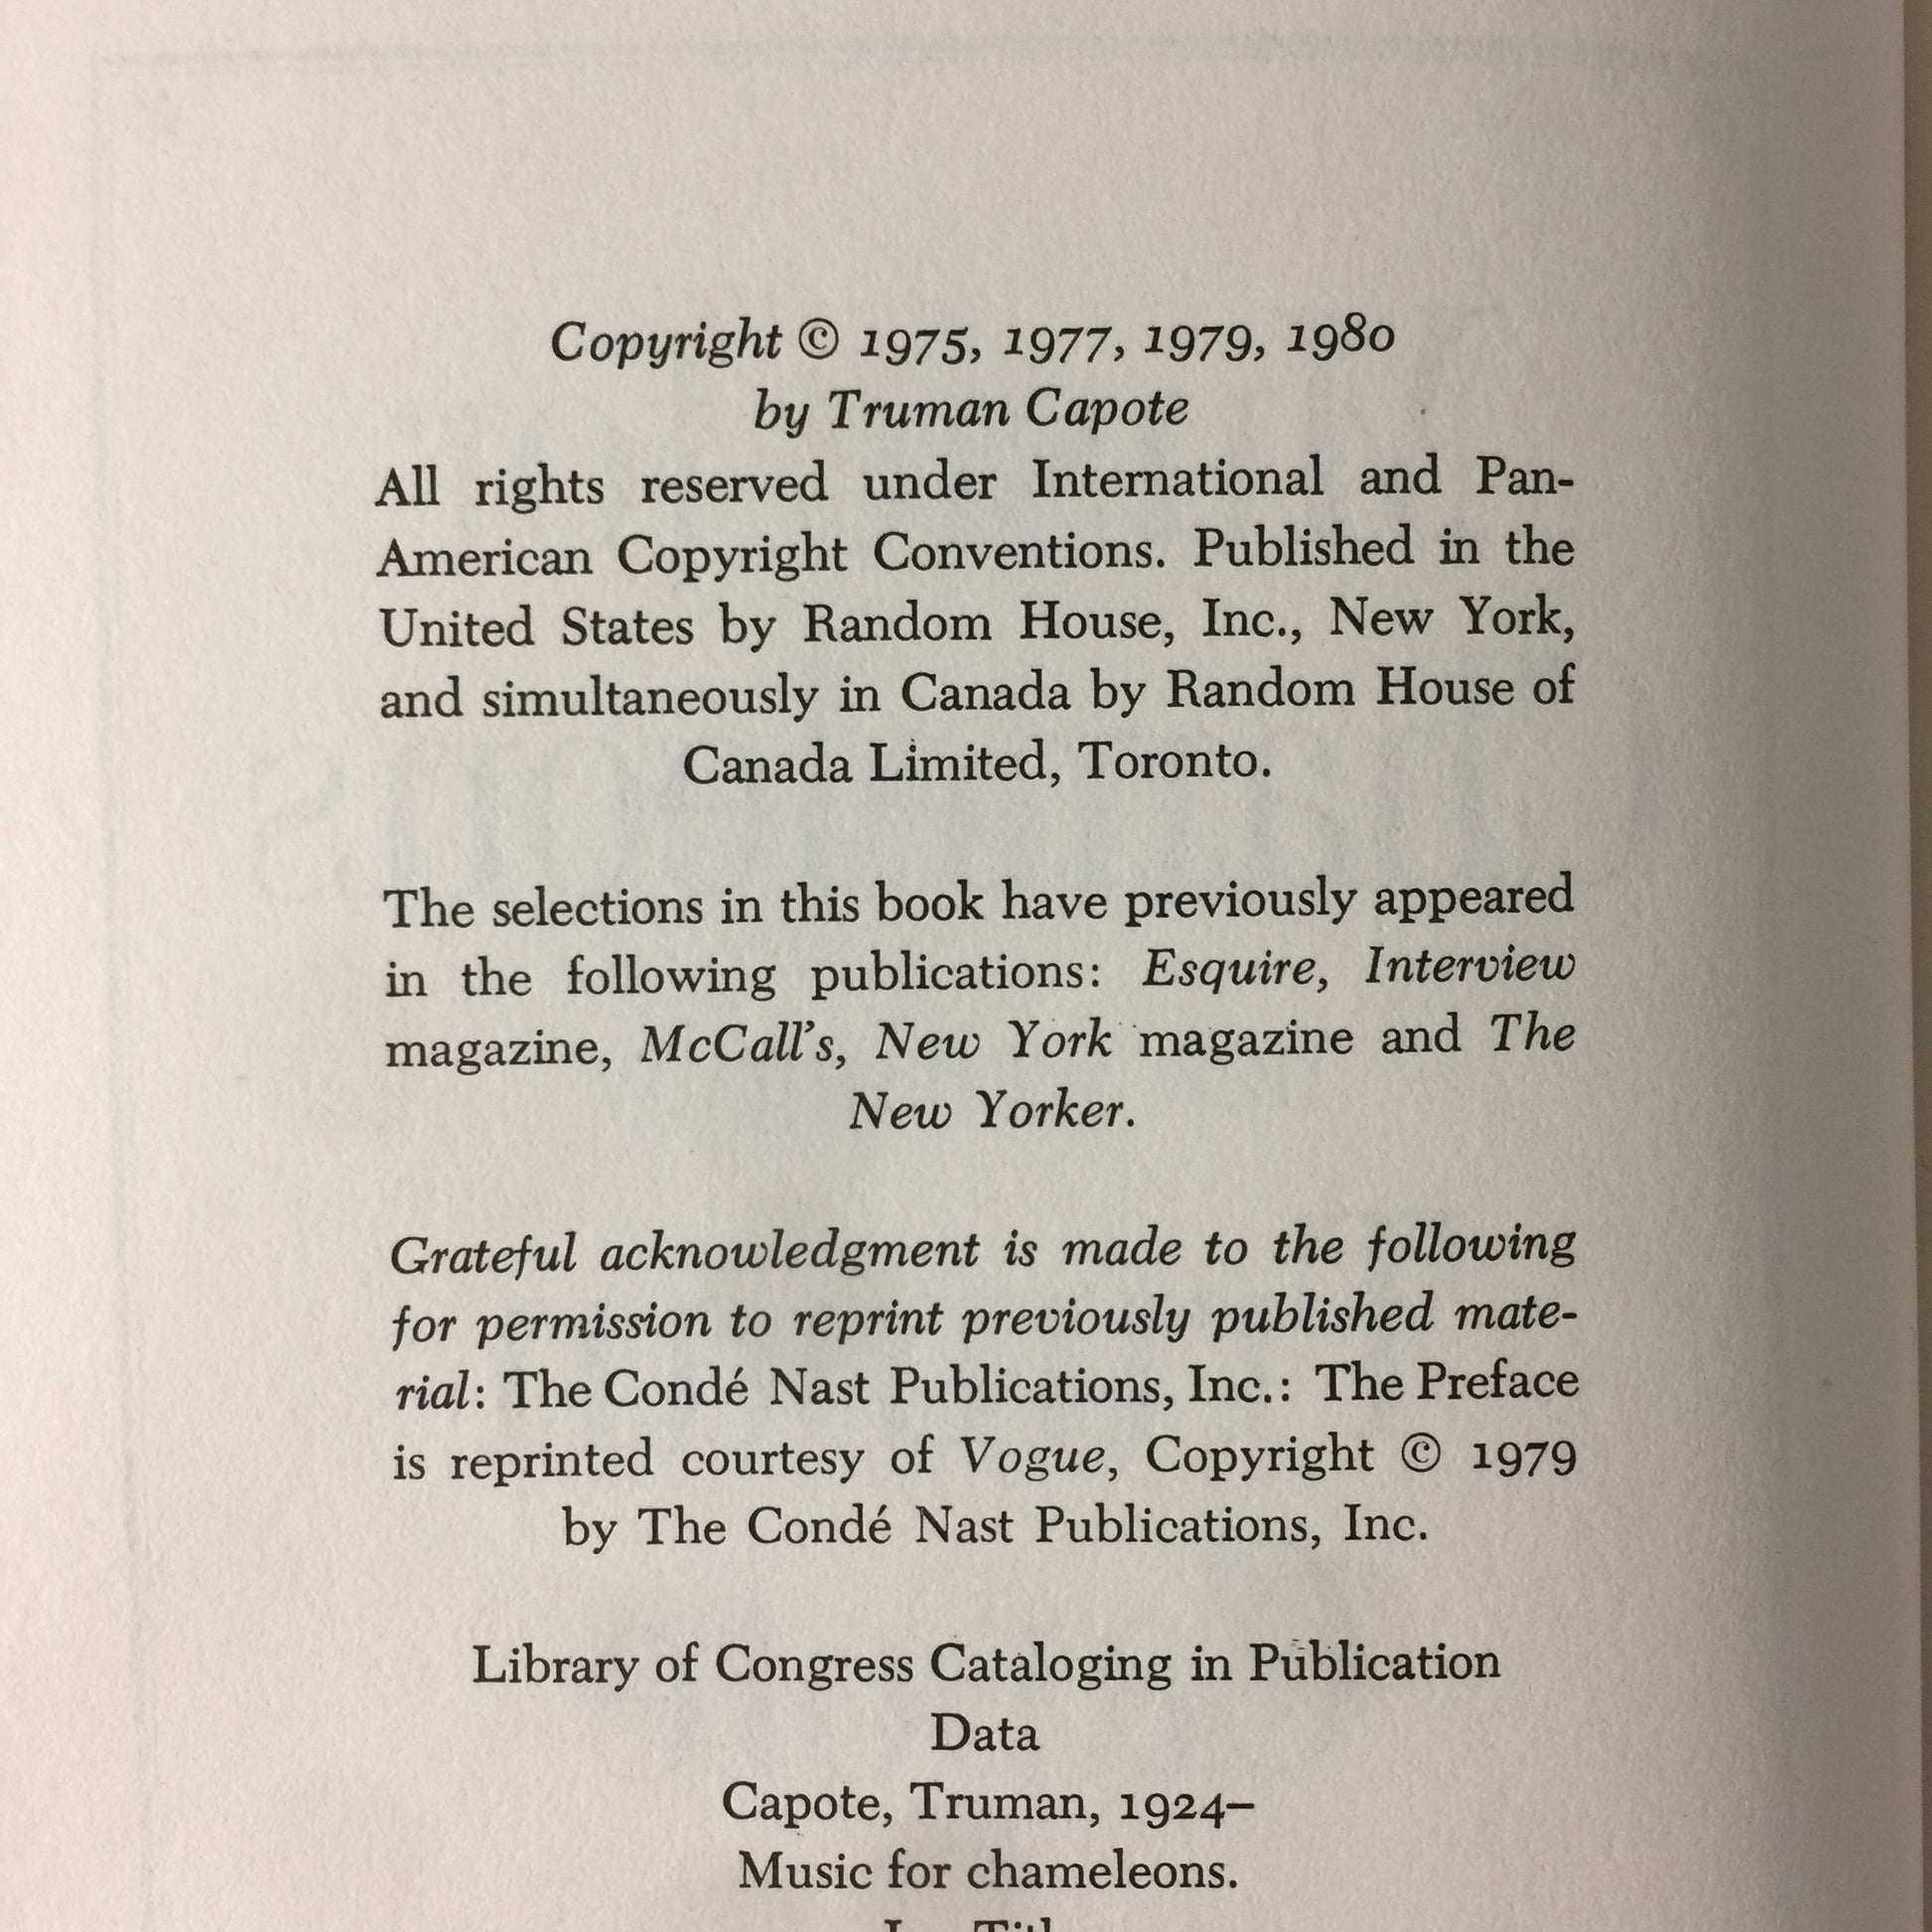 Copyright © 1975, 1977, 1979, 1980
by Truman Capote
All rights reserved under International and Pan-
American Copyright Conventions. Published in the
United States by Random House, Inc., New York,
and simultaneously in Canada by Random House of
Canada Limited, Toronto.
The selections in this book have previously appeared
in the following publications: Esquire, Interview
magazine, McCall's, New York magazine and The
New Yorker.
Grateful acknowledgment is made to the following
for permission to reprint previously published mate-
rial: The Condé Nast Publications, Inc.: The Preface
is reprinted courtesy of Vogue, Copyright © 1979
by The Condé Nast Publications, Inc.
Library of Congress Cataloging in Publication
Data
Capote, Truman, 1924–
Music for chameleons.